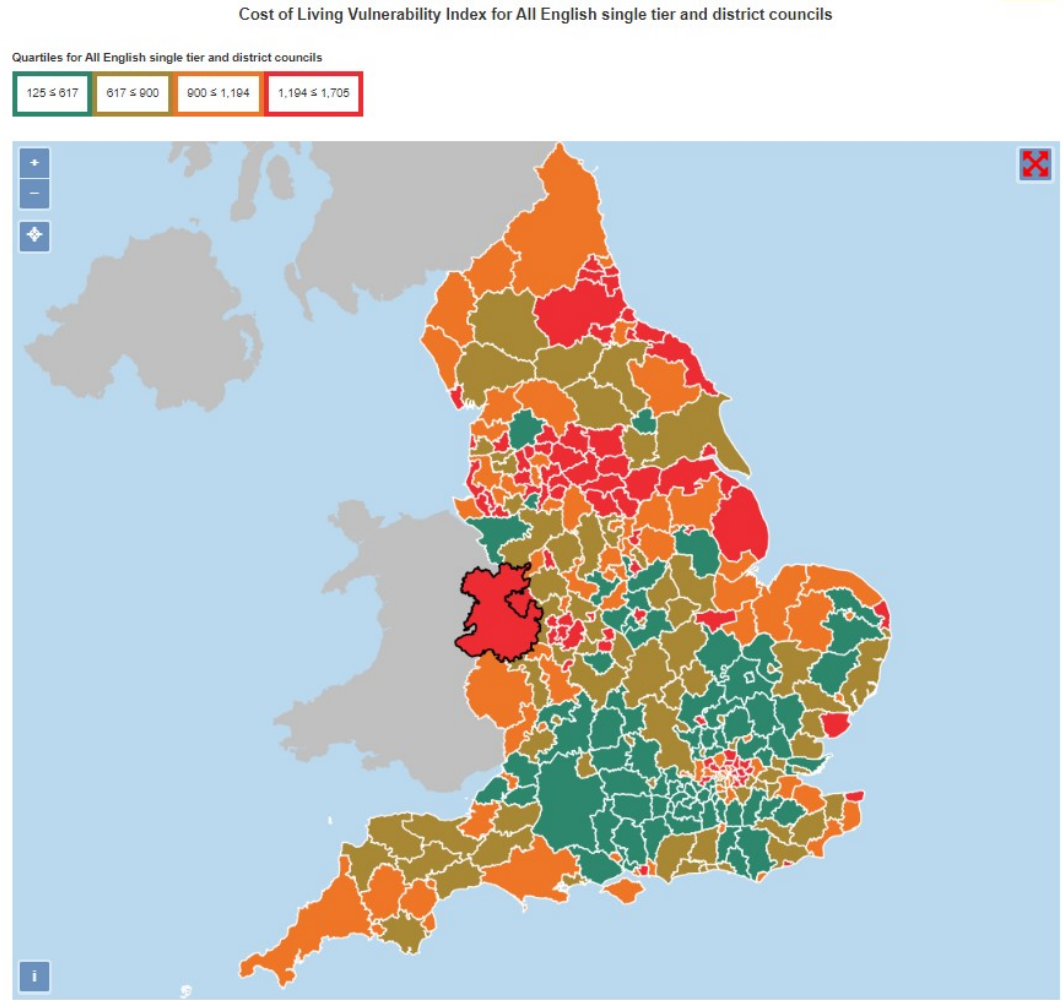 Cost of Living Vulnerability Index for All English single tier and district councils
Quartiles for All English single tier and district councils
125 ≤ 617 617 ≤ 900 900 ≤ 1,194 1,194 ≤ 1,705
+
–
i